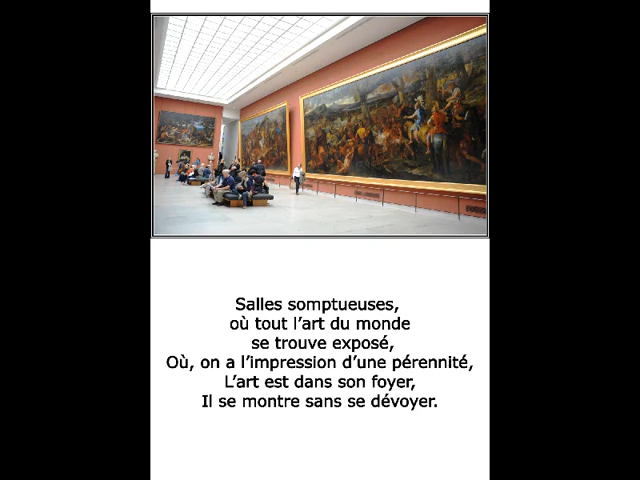 Salles somptueuses,
où tout l’art du monde
se trouve exposé,
Où, on a l’impression d’une pérennité,
L’art est dans son foyer,
Il se montre sans se dévoyer.